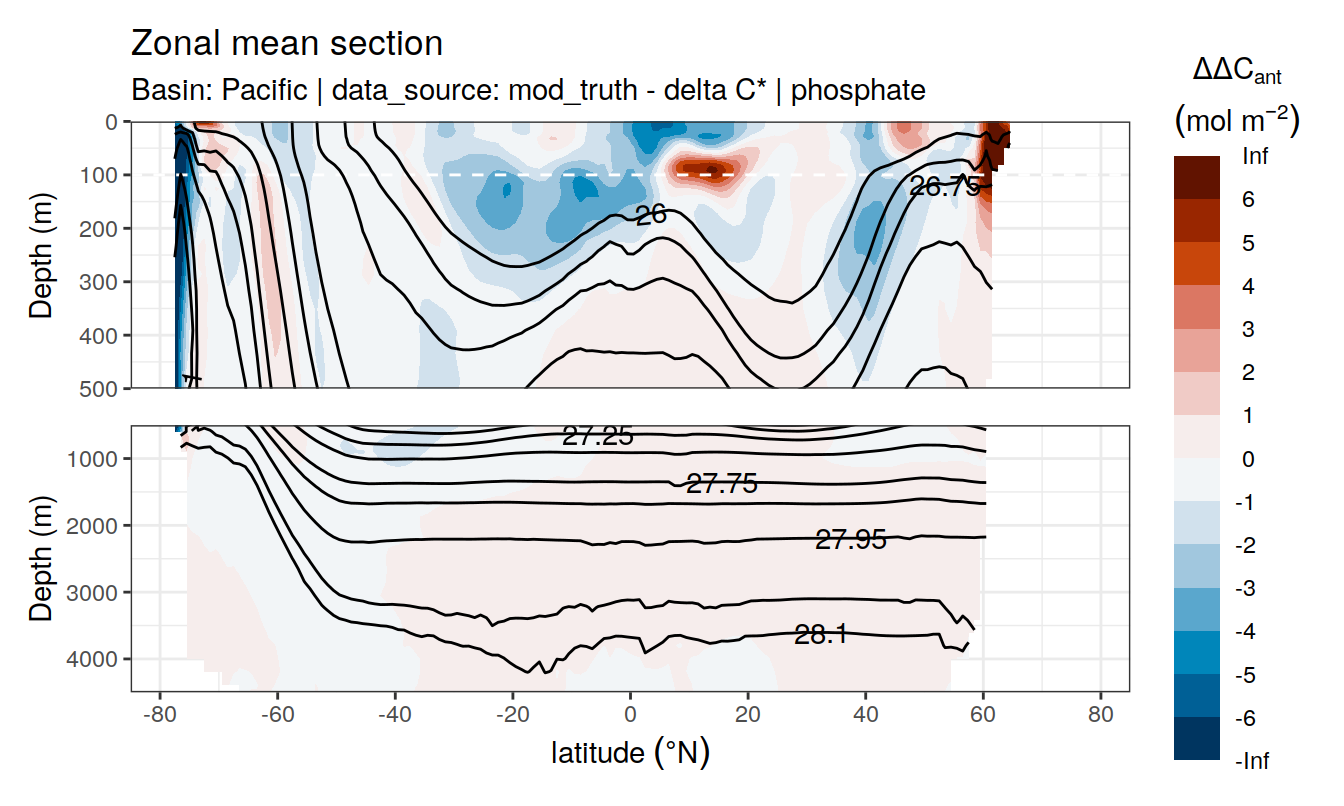 Zonal mean section
Basin: Pacific | data_source: mod_truth - delta C* | phosphate
ΔΔCant
(mol m−2)
Inf
6
5
4
3
2
1
0
-1
-2
-3
-4
-5
-6
-Inf
Depth (m)
0
100
200
300
400
500
26
26.75
Depth (m)
1000
2000
3000
4000
27.25
27.75
27.95
28.1
-80 -60 -40 -20 0 20 40 60 80
latitude (°N)